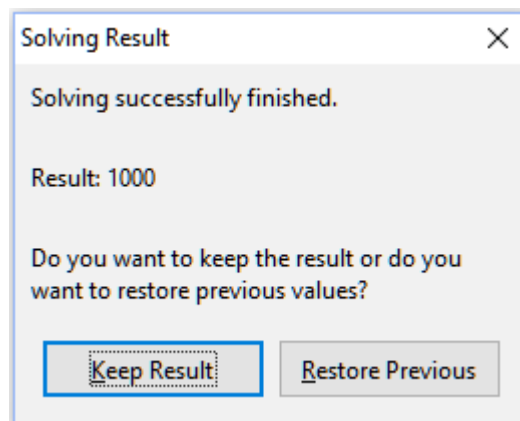 Solving Result
Solving successfully finished.
Result: 1000
Do you want to keep the result or do you
want to restore previous values?
Keep Result Restore Previous